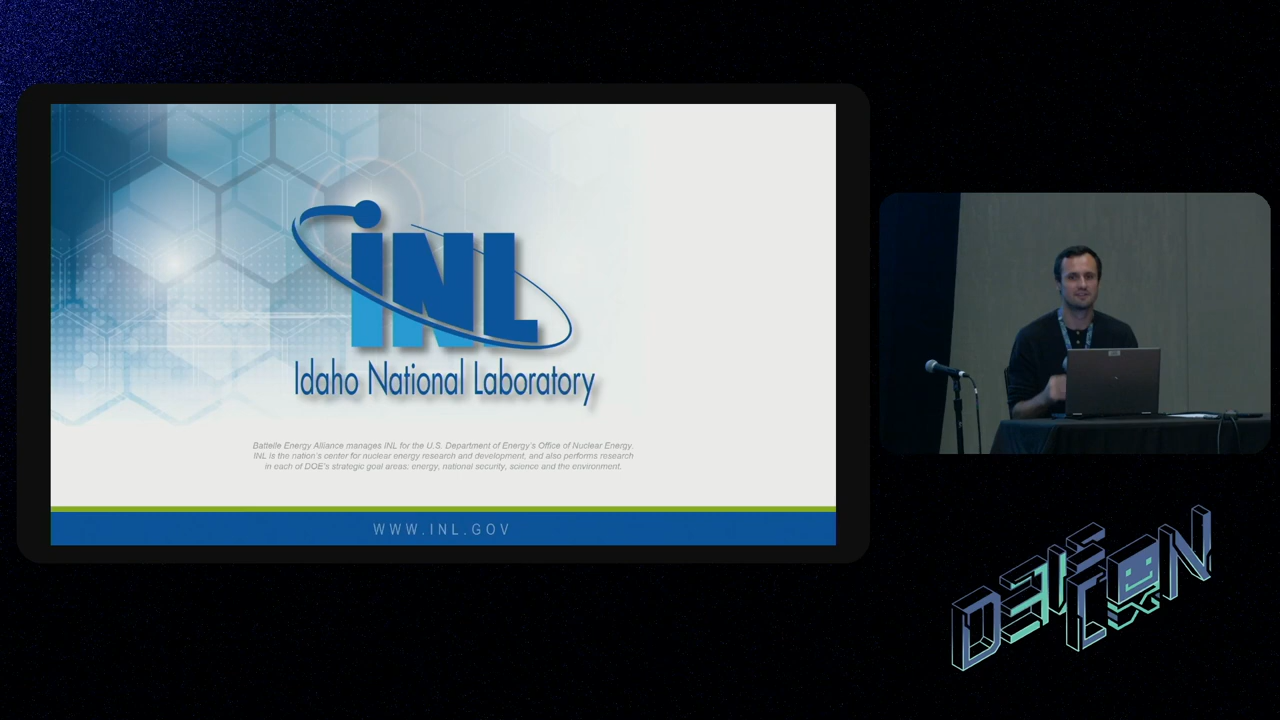 INL
Idaho National Laboratory
Battelle Energy Alliance manages INL for the U.S. Department of Energy's Office of Nuclear Energy.
INL is the nation's center for nuclear energy research and development, and also performs research
in each of DOE's strategic goal areas: energy, national security, science and the environment.
WWW.INL.GOV
DEF CON